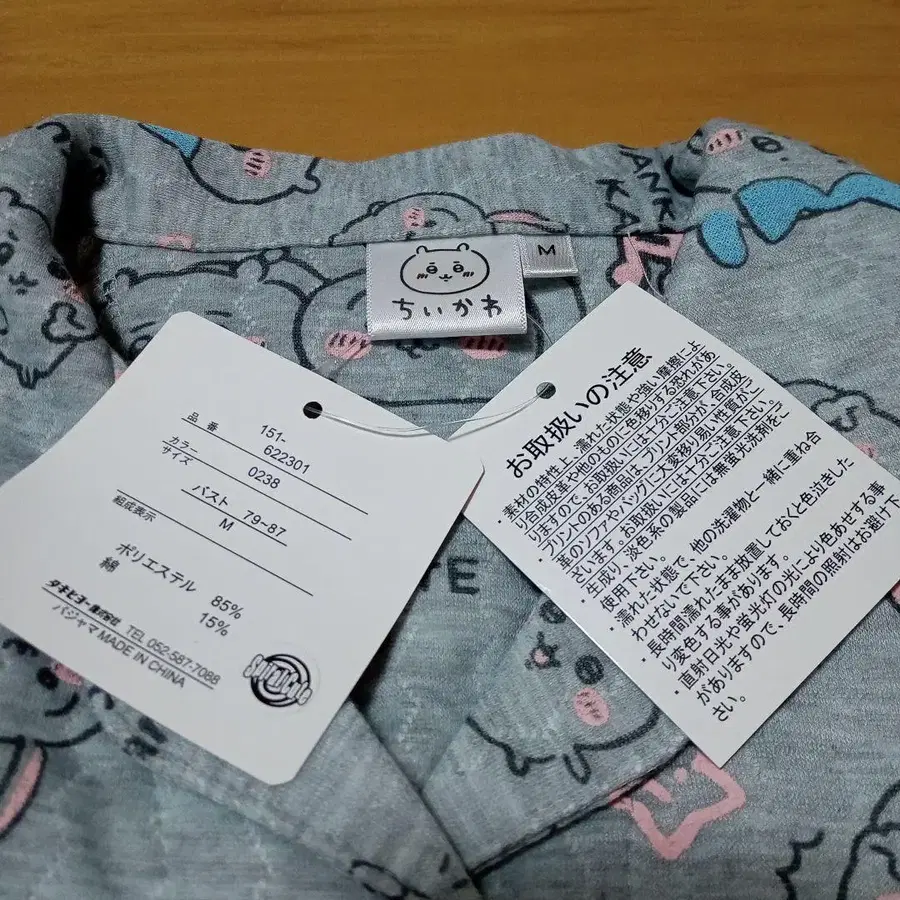 ちいかわ
M
品 番 151-
622301
カラー 0238
サイズ
バスト 79~87
M
組成表示
ポリエステル 85%
綿 15%
タキヒヨー株式会社
TEL 052-587-7088
パジャマ MADE IN CHINA
お取扱いの注意
・素材の特性上、濡れた状態や強い摩擦によ
り合成皮革や他のものに色移りする恐れがあ
りますので、お取扱いには十分ご注意下さい。
プリントのある商品は、プリント部分が、合成皮
革のソファやバッグに大変移り易い性質がご
ざいます。お取扱いには十分ご注意下さい。
・生成り、淡色系の製品には無蛍光洗剤をご
使用下さい。
・濡れた状態で、他の洗濯物と一緒に重ね合
わせないで下さい。
・長時間濡れたまま放置しておくと色泣きした
り変色する事があります。
・直射日光や蛍光灯の光により色あせする事
がありますので、長時間の照射はお避け下
さい。